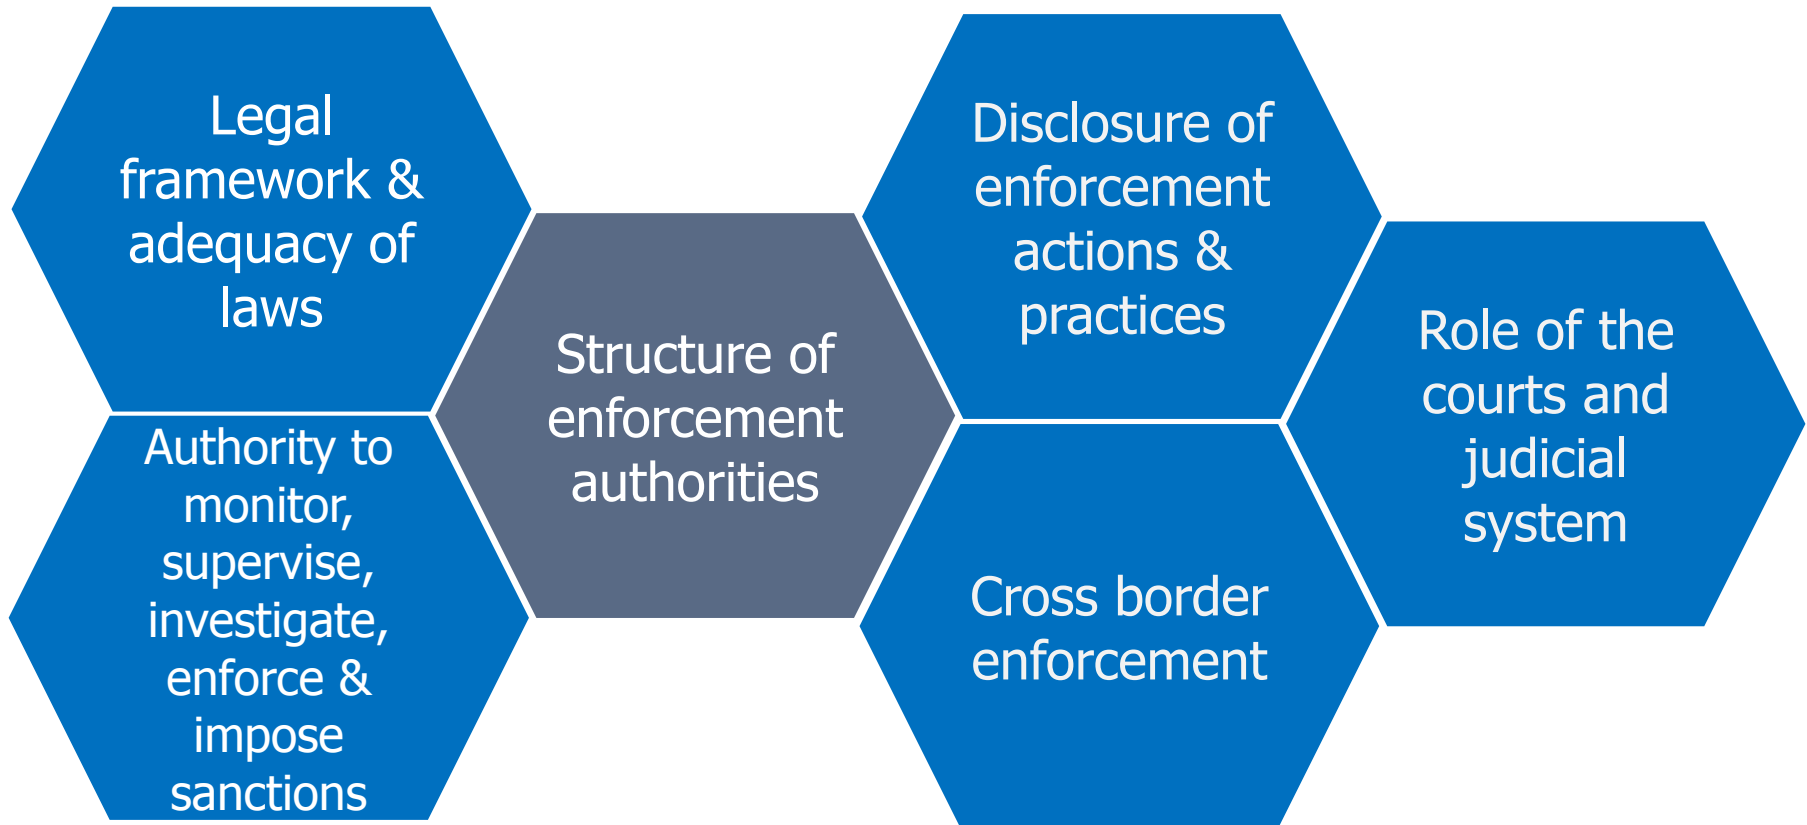 Legal
framework &
adequacy of
laws
Authority to
monitor,
supervise,
investigate,
enforce &
impose
sanctions
Structure of
enforcement
authorities
Disclosure of
enforcement
actions &
practices
Cross border
enforcement
Role of the
courts and
judicial
system